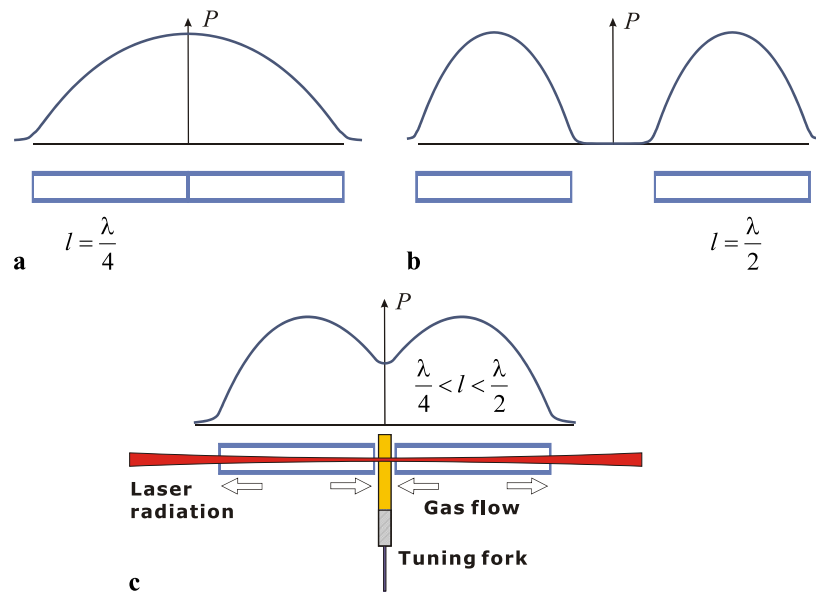 P
l = λ/4
a
P
l = λ/2
b
P
λ/4 < l < λ/2
Laser
radiation
Gas flow
Tuning fork
c